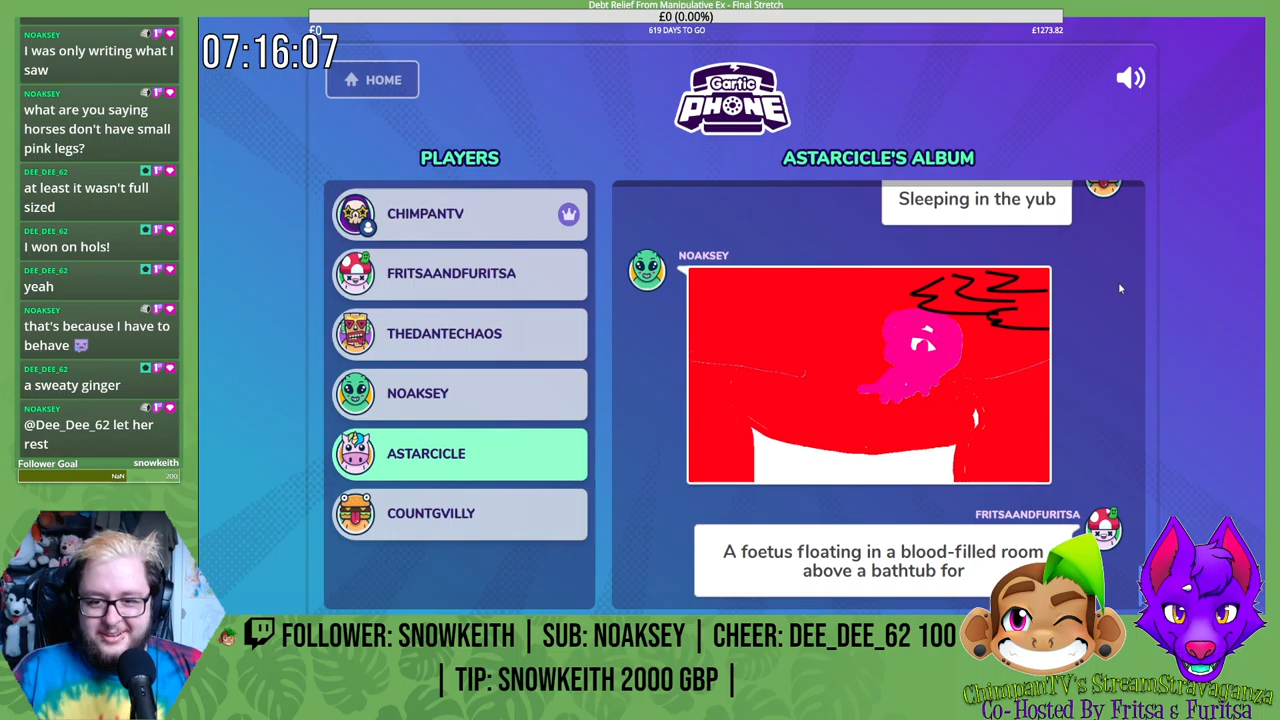 Debt Relief From Manipulative Ex - Final Stretch
£0 (0.00%)
£0
619 DAYS TO GO
£1273.82
07:16:07
NOAKSEY
I was only writing what I
saw
NOAKSEY
what are you saying
horses don't have small
pink legs?
DEE_DEE_62
at least it wasn't full
sized
DEE_DEE_62
I won on hols!
DEE_DEE_62
yeah
NOAKSEY
that's because I have to
behave
DEE_DEE_62
a sweaty ginger
NOAKSEY
@Dee_Dee_62 let her
rest
Follower Goal snowkeith
NaN 200
HOME
Gartic
PHONE
PLAYERS
CHIMPANTV
FRITSAANDFURITSA
THEDANTECHAOS
NOAKSEY
ASTARCICLE
COUNTGVILLY
ASTARCICLE'S ALBUM
Sleeping in the yub
NOAKSEY
FRITSAANDFURITSA
A foetus floating in a blood-filled room
above a bathtub for
FOLLOWER: SNOWKEITH | SUB: NOAKSEY | CHEER: DEE_DEE_62 100
| TIP: SNOWKEITH 2000 GBP |
ChimpanTV's StreamStravaganza
Co-Hosted By Fritsa & Furitsa